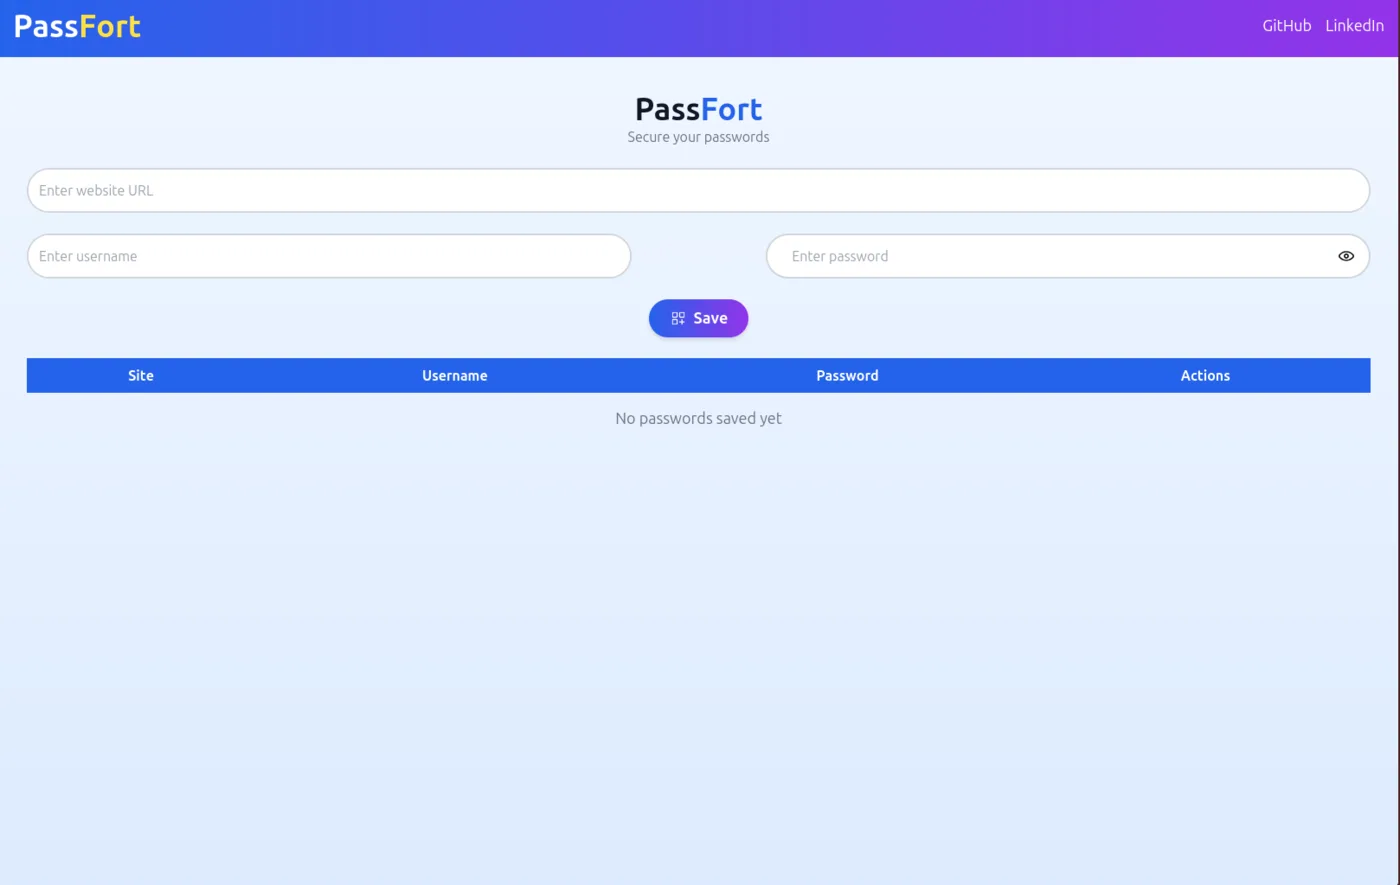 PassFort
GitHub LinkedIn
PassFort
Secure your passwords
Enter website URL
Enter username
Enter password
Save
Site Username Password Actions
No passwords saved yet